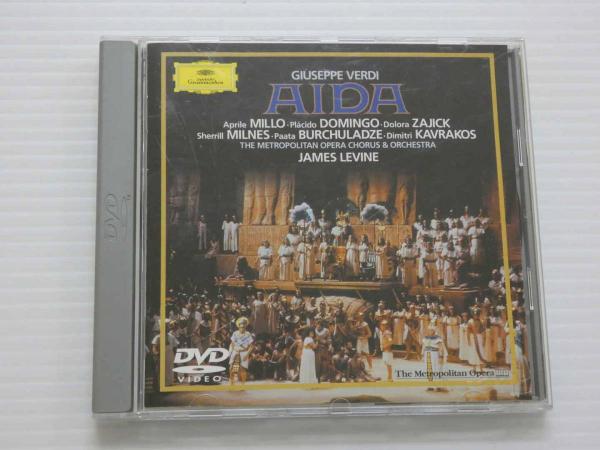 Deutsche
Grammophon
GIUSEPPE VERDI
AIDA
Aprile MILLO · Plácido DOMINGO · Dolora ZAJICK
Sherrill MILNES · Paata BURCHULADZE · Dimitri KAVRAKOS
THE METROPOLITAN OPERA CHORUS & ORCHESTRA
JAMES LEVINE
DVD
DVD
VIDEO
The Metropolitan Opera